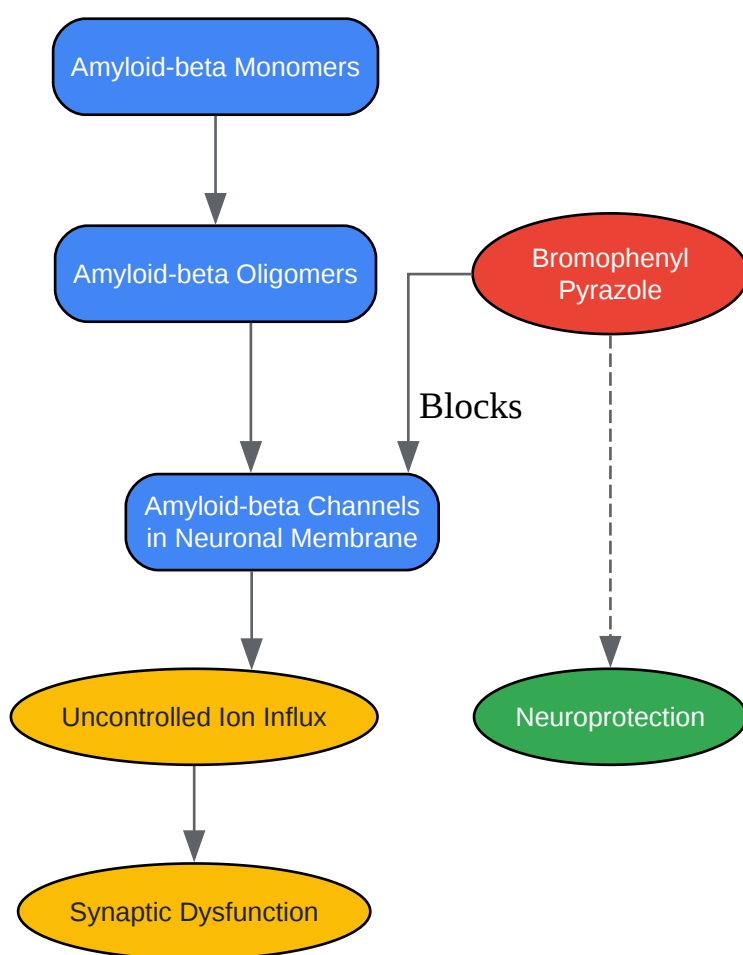 Amyloid-beta Monomers
Amyloid-beta Oligomers
Bromophenyl
Pyrazole
Blocks
Amyloid-beta Channels
in Neuronal Membrane
Uncontrolled Ion Influx
Neuroprotection
Synaptic Dysfunction